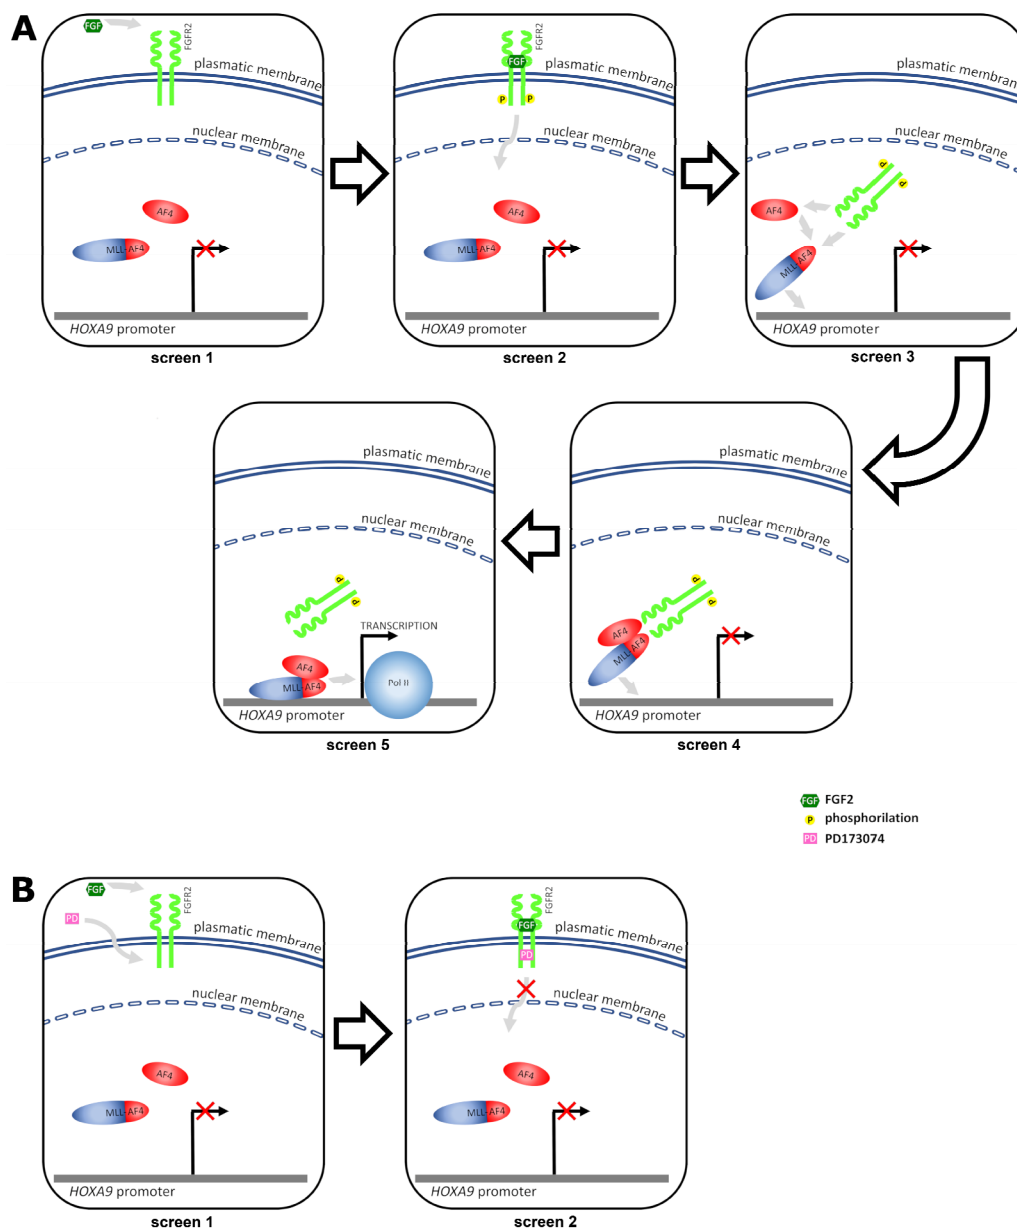 A
FGF
FGFR2
plasmatic membrane
nuclear membrane
AF4
MLL-AF4
HOXA9 promoter
screen 1
FGFR2
FGF
plasmatic membrane
P P
nuclear membrane
AF4
MLL-AF4
HOXA9 promoter
screen 2
plasmatic membrane
nuclear membrane
P
P
AF4
MLL-AF4
HOXA9 promoter
screen 3
plasmatic membrane
nuclear membrane
P
P
TRANSCRIPTION
AF4
MLL-AF4
Pol II
HOXA9 promoter
screen 5
plasmatic membrane
nuclear membrane
P
P
AF4
MLL-AF4
HOXA9 promoter
screen 4
FGF FGF2
P phosphorilation
PD PD173074
B
FGF
FGFR2
PD
plasmatic membrane
nuclear membrane
AF4
MLL-AF4
HOXA9 promoter
screen 1
FGFR2
FGF
plasmatic membrane
PD
nuclear membrane
AF4
MLL-AF4
HOXA9 promoter
screen 2